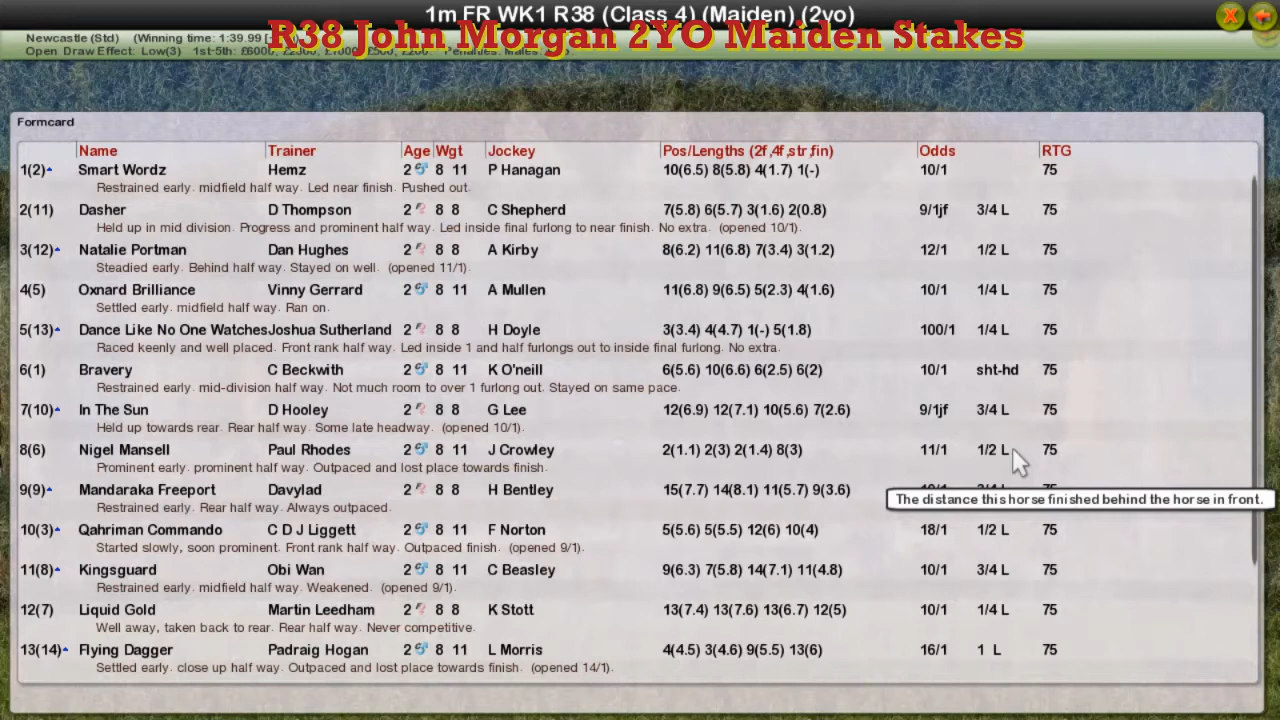 1m FR WK1 R38 (Class 4) (Maiden) (2yo)
R38 John Morgan 2YO Maiden Stakes
Newcastle (Std) (Winning time: 1:39.99
Open Draw Effect: Low(3) 1st-5th: £6000, £2300, £1000, £500, £200.
Formcard
Name Trainer Age Wgt Jockey Pos/Lengths (2f,4f,str,fin) Odds RTG
1(2) Smart Wordz Hemz 2 8 11 P Hanagan 10(6.5) 8(5.8) 4(1.7) 1(-) 10/1 75
Restrained early. midfield half way. Led near finish. Pushed out.
2(11) Dasher D Thompson 2 8 8 C Shepherd 7(5.8) 6(5.7) 3(1.6) 2(0.8) 9/1jf 3/4 L 75
Held up in mid division. Progress and prominent half way. Led inside final furlong to near finish. No extra. (opened 10/1).
3(12) Natalie Portman Dan Hughes 2 8 8 A Kirby 8(6.2) 11(6.8) 7(3.4) 3(1.2) 12/1 1/2 L 75
Steadied early. Behind half way. Stayed on well. (opened 11/1).
4(5) Oxnard Brilliance Vinny Gerrard 2 8 11 A Mullen 11(6.8) 9(6.5) 5(2.3) 4(1.6) 10/1 1/4 L 75
Settled early. midfield half way. Ran on.
5(13) Dance Like No One Watches Joshua Sutherland 2 8 8 H Doyle 3(3.4) 4(4.7) 1(-) 5(1.8) 100/1 1/4 L 75
Raced keenly and well placed. Front rank half way. Led inside 1 and half furlongs out to inside final furlong. No extra.
6(1) Bravery C Beckwith 2 8 11 K O'neill 6(5.6) 10(6.6) 6(2.5) 6(2) 10/1 sht-hd 75
Restrained early. mid-division half way. Not much room to over 1 furlong out. Stayed on same pace.
7(10) In The Sun D Hooley 2 8 8 G Lee 12(6.9) 12(7.1) 10(5.6) 7(2.6) 9/1jf 3/4 L 75
Held up towards rear. Rear half way. Some late headway. (opened 10/1).
8(6) Nigel Mansell Paul Rhodes 2 8 11 J Crowley 2(1.1) 2(3) 2(1.4) 8(3) 11/1 1/2 L 75
Prominent early. prominent half way. Outpaced and lost place towards finish.
9(9) Mandaraka Freeport Davylad 2 8 8 H Bentley 15(7.7) 14(8.1) 11(5.7) 9(3.6)
The distance this horse finished behind the horse in front.
Restrained early. Rear half way. Always outpaced.
10(3) Qahriman Commando C D J Liggett 2 8 11 F Norton 5(5.6) 5(5.5) 12(6) 10(4) 18/1 1/2 L 75
Started slowly, soon prominent. Front rank half way. Outpaced finish. (opened 9/1).
11(8) Kingsguard Obi Wan 2 8 11 C Beasley 9(6.3) 7(5.8) 14(7.1) 11(4.8) 10/1 3/4 L 75
Restrained early. midfield half way. Weakened. (opened 9/1).
12(7) Liquid Gold Martin Leedham 2 8 8 K Stott 13(7.4) 13(7.6) 13(6.7) 12(5) 10/1 1/4 L 75
Well away, taken back to rear. Rear half way. Never competitive.
13(14) Flying Dagger Padraig Hogan 2 8 11 L Morris 4(4.5) 3(4.6) 9(5.5) 13(6) 16/1 1 L 75
Settled early. close up half way. Outpaced and lost place towards finish. (opened 14/1).